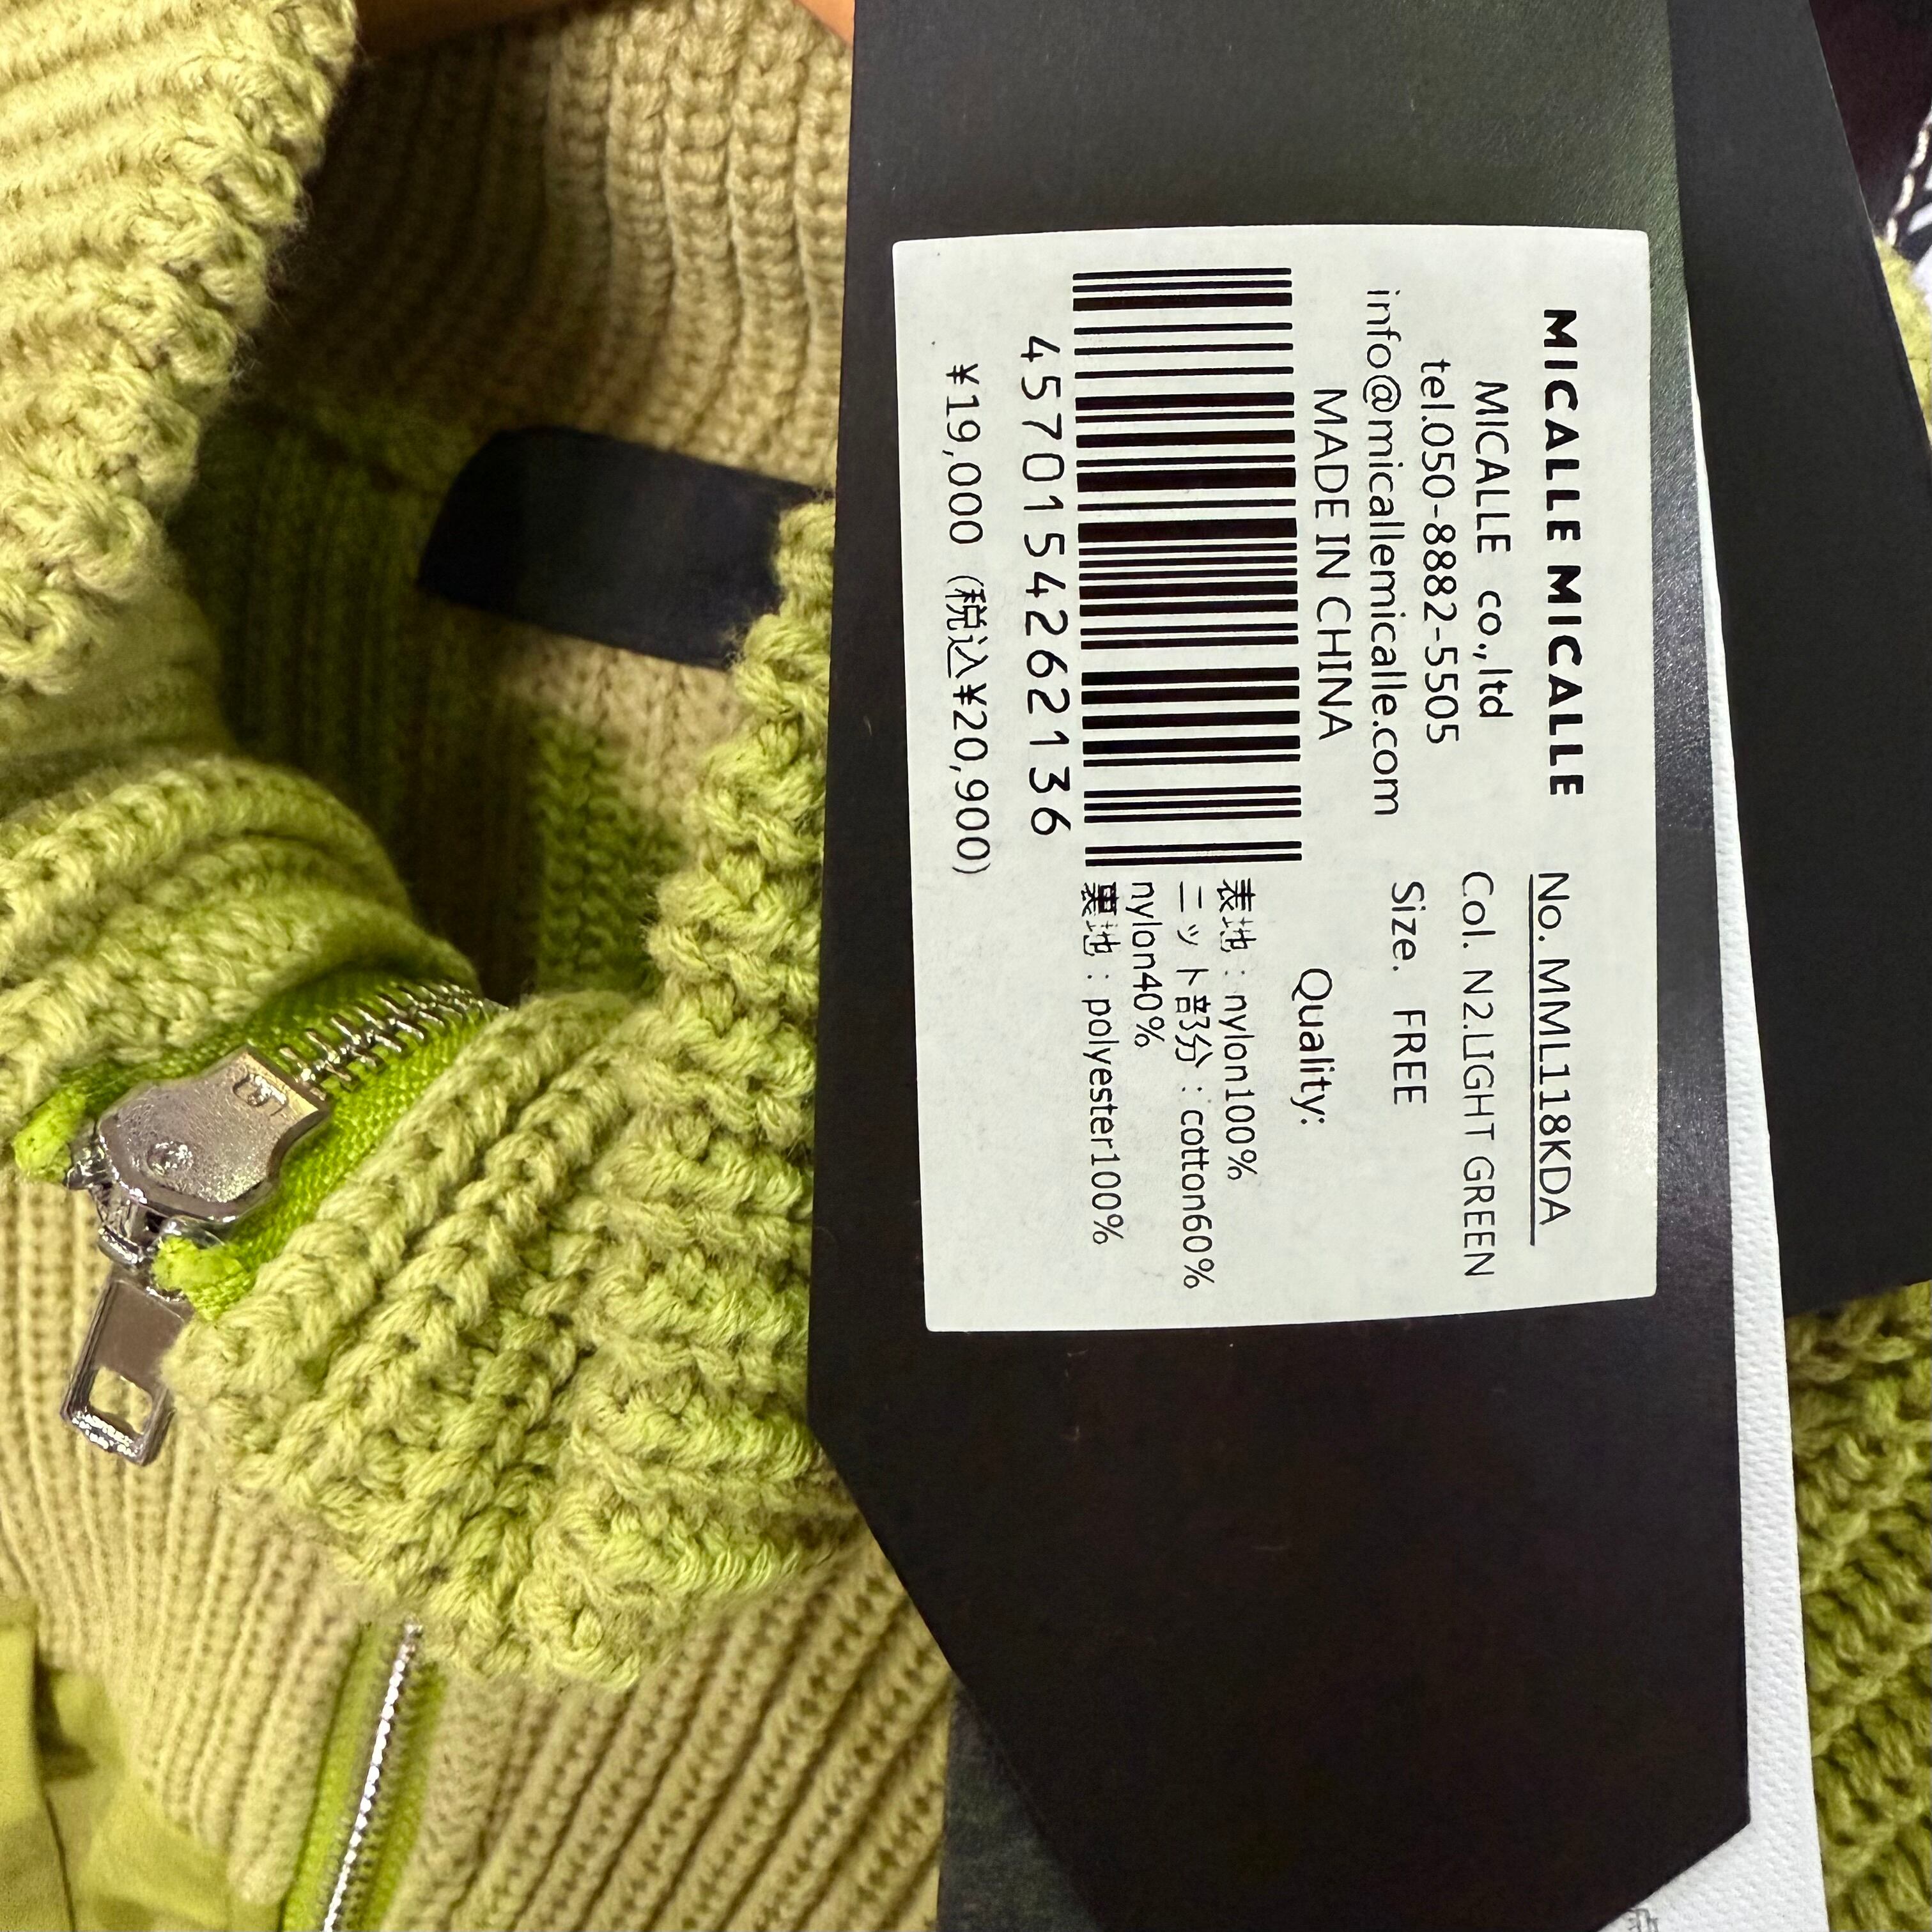 MICALLE MICALLE
MICALLE co.,ltd
tel.050-8882-5505
info@micallemicalle.com
MADE IN CHINA
4570154262136
¥19,000 (税込¥20,900)
No. MML118KDA
Col. N2.LIGHT GREEN
Size. FREE
Quality:
表地:nylon100%
ニット部分:cotton60%
nylon40%
裏地:polyester100%